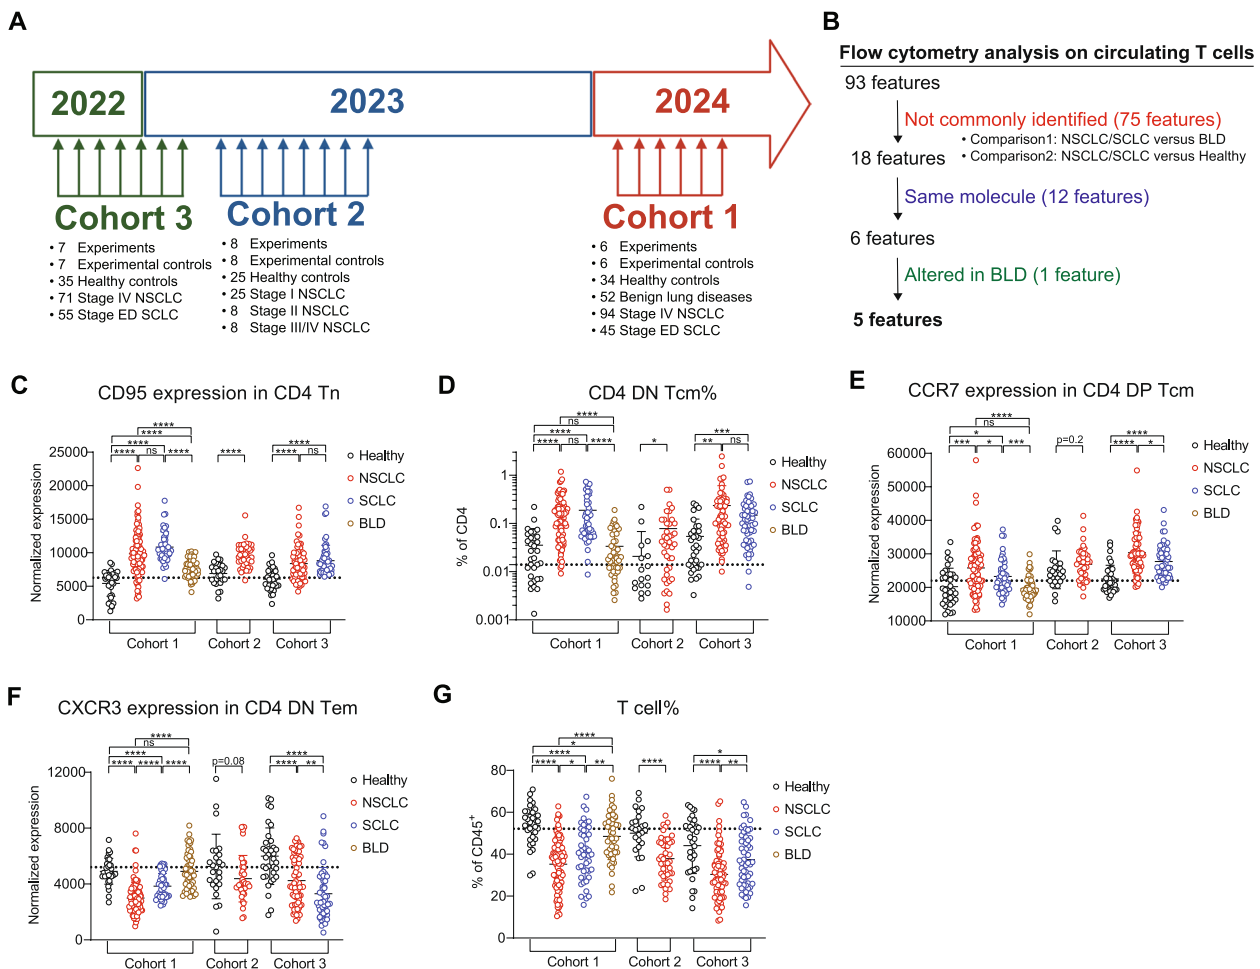 A
2022
2023
2024
Cohort 3
• 7 Experiments
• 7 Experimental controls
• 35 Healthy controls
• 71 Stage IV NSCLC
• 55 Stage ED SCLC
Cohort 2
• 8 Experiments
• 8 Experimental controls
• 25 Healthy controls
• 25 Stage I NSCLC
• 8 Stage II NSCLC
• 8 Stage III/IV NSCLC
Cohort 1
• 6 Experiments
• 6 Experimental controls
• 34 Healthy controls
• 52 Benign lung diseases
• 94 Stage IV NSCLC
• 45 Stage ED SCLC
B
Flow cytometry analysis on circulating T cells
93 features
Not commonly identified (75 features)
• Comparison1: NSCLC/SCLC versus BLD
• Comparison2: NSCLC/SCLC versus Healthy
18 features
Same molecule (12 features)
6 features
Altered in BLD (1 feature)
5 features
C
CD95 expression in CD4 Tn
****
****
****
**** ns ****
****
****
**** ns
Normalized expression
25000
20000
15000
10000
5000
0
Cohort 1 Cohort 2 Cohort 3
Healthy
NSCLC
SCLC
BLD
D
CD4 DN Tcm%
****
ns
****
**** ns ****
*
***
** ns
% of CD4
1
0.1
0.01
0.001
Cohort 1 Cohort 2 Cohort 3
Healthy
NSCLC
SCLC
BLD
E
CCR7 expression in CD4 DP Tcm
****
ns
*
*** * ***
p=0.2
****
**** *
Normalized expression
60000
50000
40000
30000
20000
10000
Cohort 1 Cohort 2 Cohort 3
Healthy
NSCLC
SCLC
BLD
F
CXCR3 expression in CD4 DN Tem
****
ns
****
**** **** ****
p=0.08
****
**** **
Normalized expression
12000
8000
4000
0
Cohort 1 Cohort 2 Cohort 3
Healthy
NSCLC
SCLC
BLD
G
T cell%
****
*
****
**** * **
****
*
**** **
% of CD45+
80
60
40
20
0
Cohort 1 Cohort 2 Cohort 3
Healthy
NSCLC
SCLC
BLD